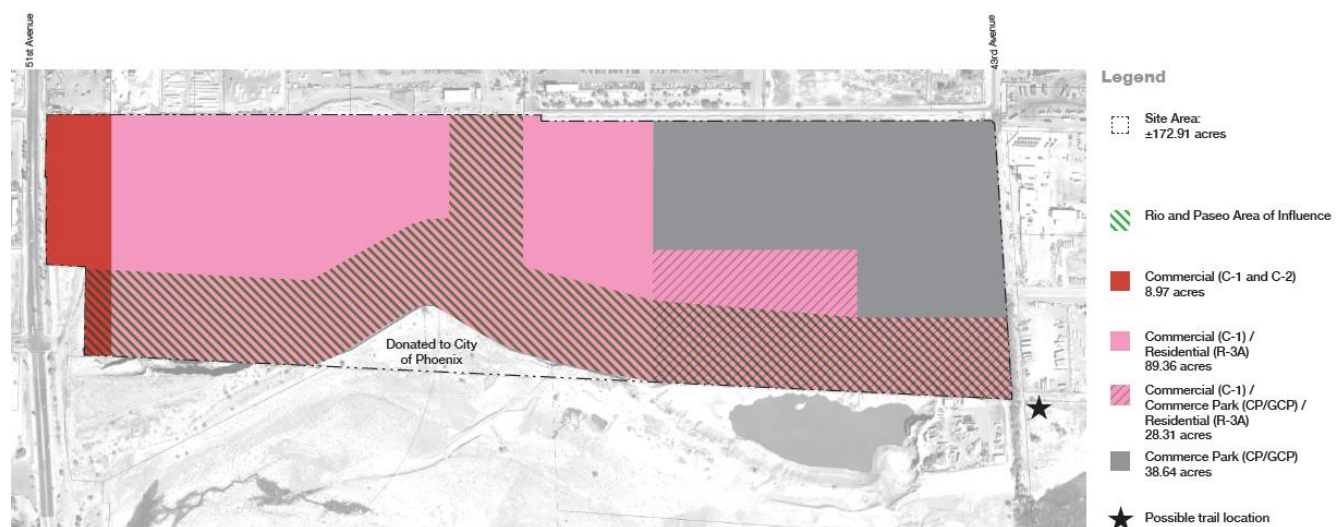 51st Avenue
43rd Avenue
Legend
Site Area:
±172.91 acres
Rio and Paseo Area of Influence
Commercial (C-1 and C-2)
8.97 acres
Commercial (C-1) /
Residential (R-3A)
89.36 acres
Commercial (C-1) /
Commerce Park (CP/GCP) /
Residential (R-3A)
28.31 acres
Commerce Park (CP/GCP)
38.64 acres
Possible trail location
Donated to City
of Phoenix